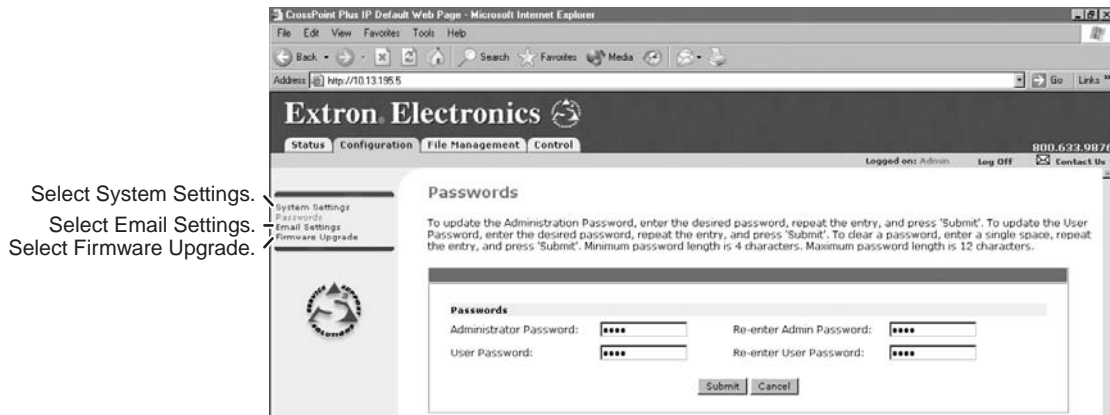 CrossPoint Plus IP Default Web Page - Microsoft Internet Explorer
File Edit View Favorites Tools Help
Back Search Favorites Media
Address http://10.13.195.5 Go Links »
Extron® Electronics
Status Configuration File Management Control
800.633.9876
Logged on: Admin Log Off Contact Us
Select System Settings.
Select Email Settings.
Select Firmware Upgrade.
System Settings
Passwords
Email Settings
Firmware Upgrade
SERVICE SUPPORT SOLUTIONS
Passwords
To update the Administration Password, enter the desired password, repeat the entry, and press 'Submit'. To update the User
Password, enter the desired password, repeat the entry, and press 'Submit'. To clear a password, enter a single space, repeat
the entry, and press 'Submit'. Minimum password length is 4 characters. Maximum password length is 12 characters.
Passwords
Administrator Password: •••• Re-enter Admin Password: ••••
User Password: •••• Re-enter User Password: ••••
Submit Cancel